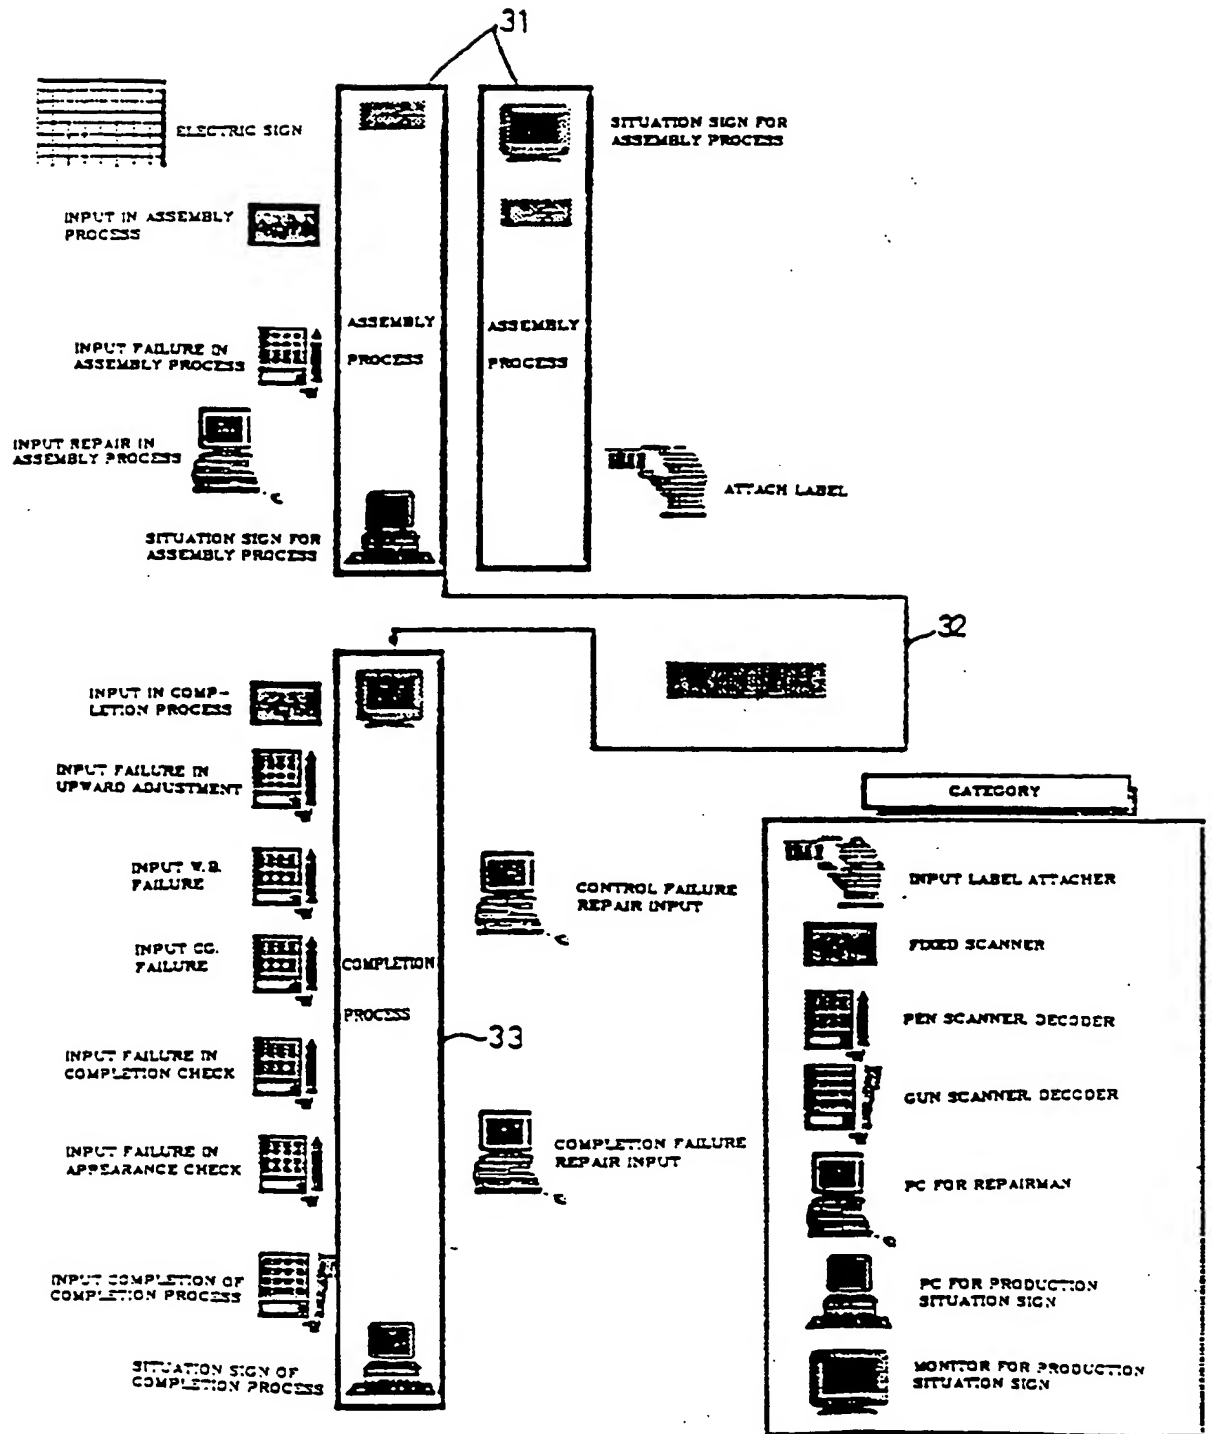 31
ELECTRIC SIGN
SITUATION SIGN FOR
ASSEMBLY PROCESS
INPUT IN ASSEMBLY
PROCESS
ASSEMBLY
PROCESS
ASSEMBLY
PROCESS
INPUT FAILURE IN
ASSEMBLY PROCESS
INPUT REPAIR IN
ASSEMBLY PROCESS
ATTACH LABEL
SITUATION SIGN FOR
ASSEMBLY PROCESS
32
INPUT IN COMP-
LETION PROCESS
INPUT FAILURE IN
UPWARD ADJUSTMENT
INPUT W.B.
FAILURE
CONTROL FAILURE
REPAIR INPUT
INPUT CG.
FAILURE
COMPLETION
PROCESS
33
INPUT FAILURE IN
COMPLETION CHECK
INPUT FAILURE IN
APPEARANCE CHECK
COMPLETION FAILURE
REPAIR INPUT
INPUT COMPLETION OF
COMPLETION PROCESS
SITUATION SIGN OF
COMPLETION PROCESS
CATEGORY
INPUT LABEL ATTACHER
FIXED SCANNER
PEN SCANNER, DECODER
GUN SCANNER, DECODER
PC FOR REPAIRMAN
PC FOR PRODUCTION
SITUATION SIGN
MONITOR FOR PRODUCTION
SITUATION SIGN